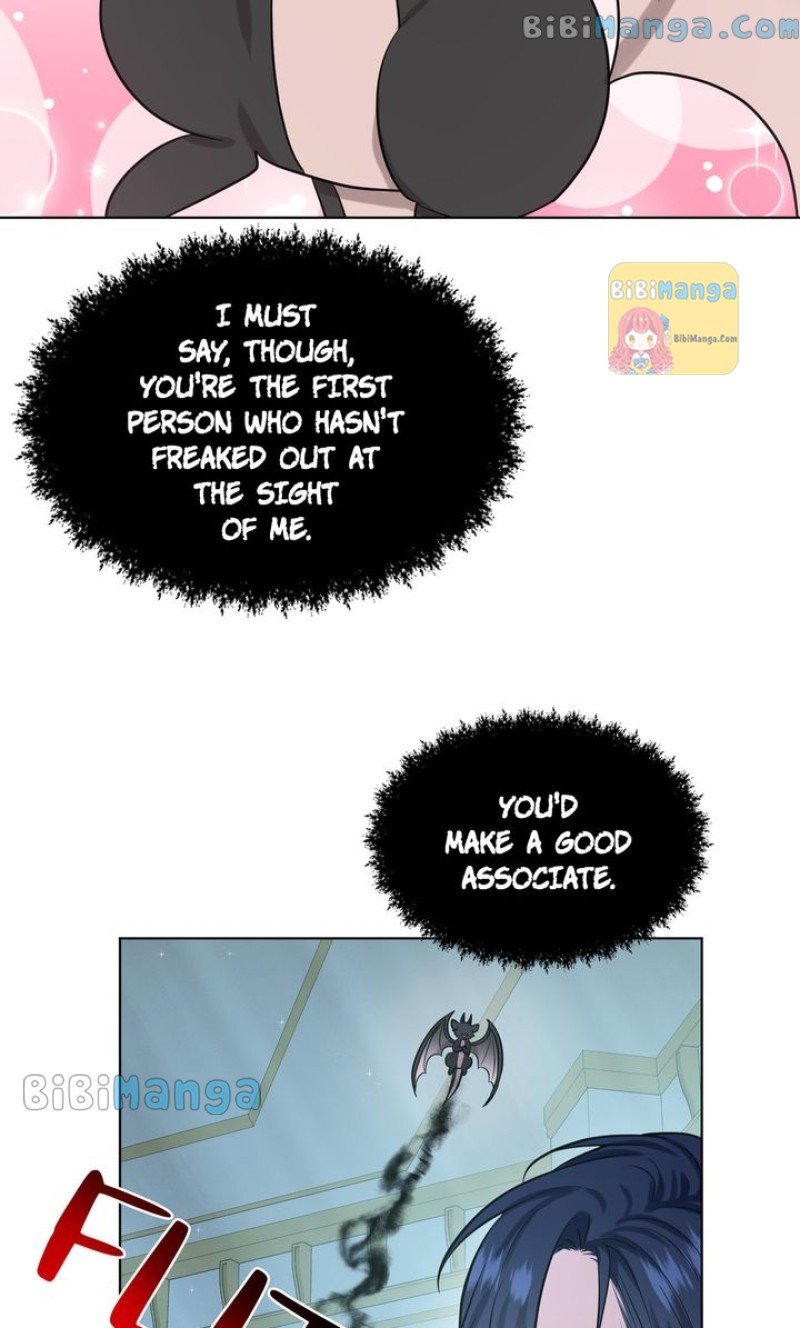 BiBiManga.Com
BiBiManga
BibiManga.Com
I MUST
SAY, THOUGH,
YOU'RE THE FIRST
PERSON WHO HASN'T
FREAKED OUT AT
THE SIGHT
OF ME.
YOU'D
MAKE A GOOD
ASSOCIATE.
BiBiManga